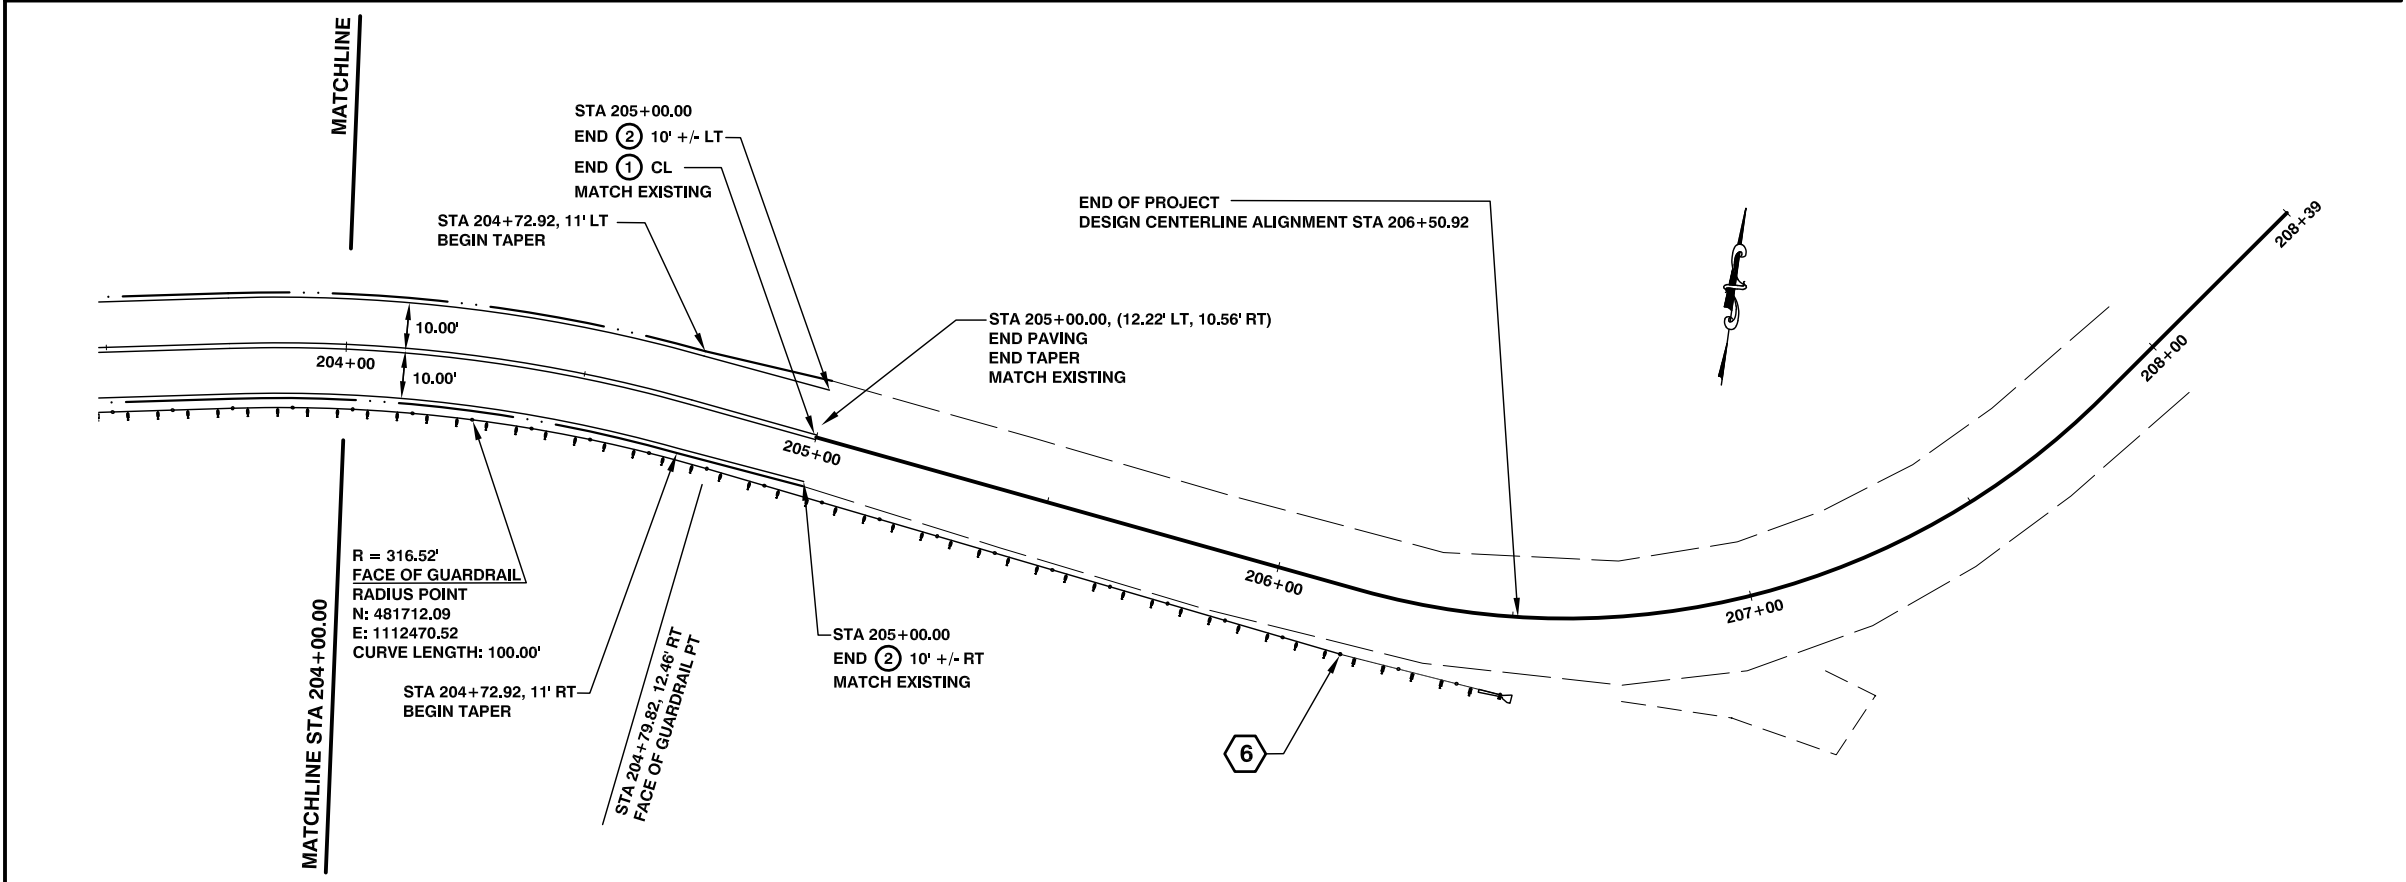 MATCHLINE
STA 205+00.00
END 2 10' +/- LT
END 1 CL
MATCH EXISTING
STA 204+72.92, 11' LT
BEGIN TAPER
END OF PROJECT
DESIGN CENTERLINE ALIGNMENT STA 206+50.92
208+39
STA 205+00.00, (12.22' LT, 10.56' RT)
END PAVING
END TAPER
MATCH EXISTING
10.00'
204+00
10.00'
208+00
205+00
206+00
207+00
R = 316.52'
FACE OF GUARDRAIL
RADIUS POINT
N: 481712.09
E: 1112470.52
CURVE LENGTH: 100.00'
STA 205+00.00
END 2 10' +/- RT
MATCH EXISTING
STA 204+72.92, 11' RT
BEGIN TAPER
STA 204+79.82, 12.46' RT
FACE OF GUARDRAIL PT
6
MATCHLINE STA 204+00.00